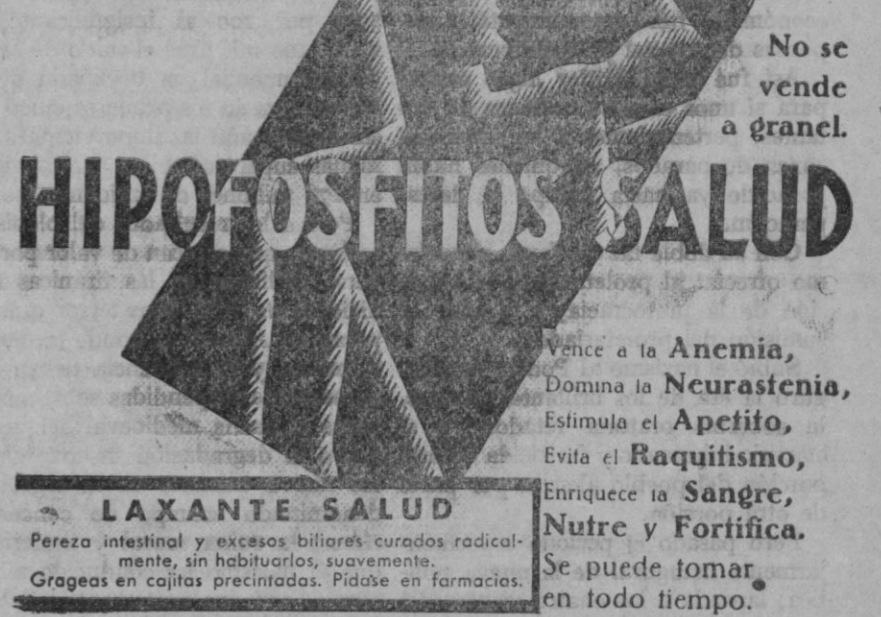 No se
vende
a granel.
HIPOFOSFITOS SALUD
Vence a la Anemia,
Domina la Neurastenia,
Estimula el Apetito,
Evita el Raquitismo,
Enriquece la Sangre,
Nutre y Fortifica.
Se puede tomar
en todo tiempo.
LAXANTE SALUD
Pereza intestinal y excesos biliares curados radical-
mente, sin habituarlos, suavemente.
Grageas en cajitas precintadas. Pídase en farmacias.